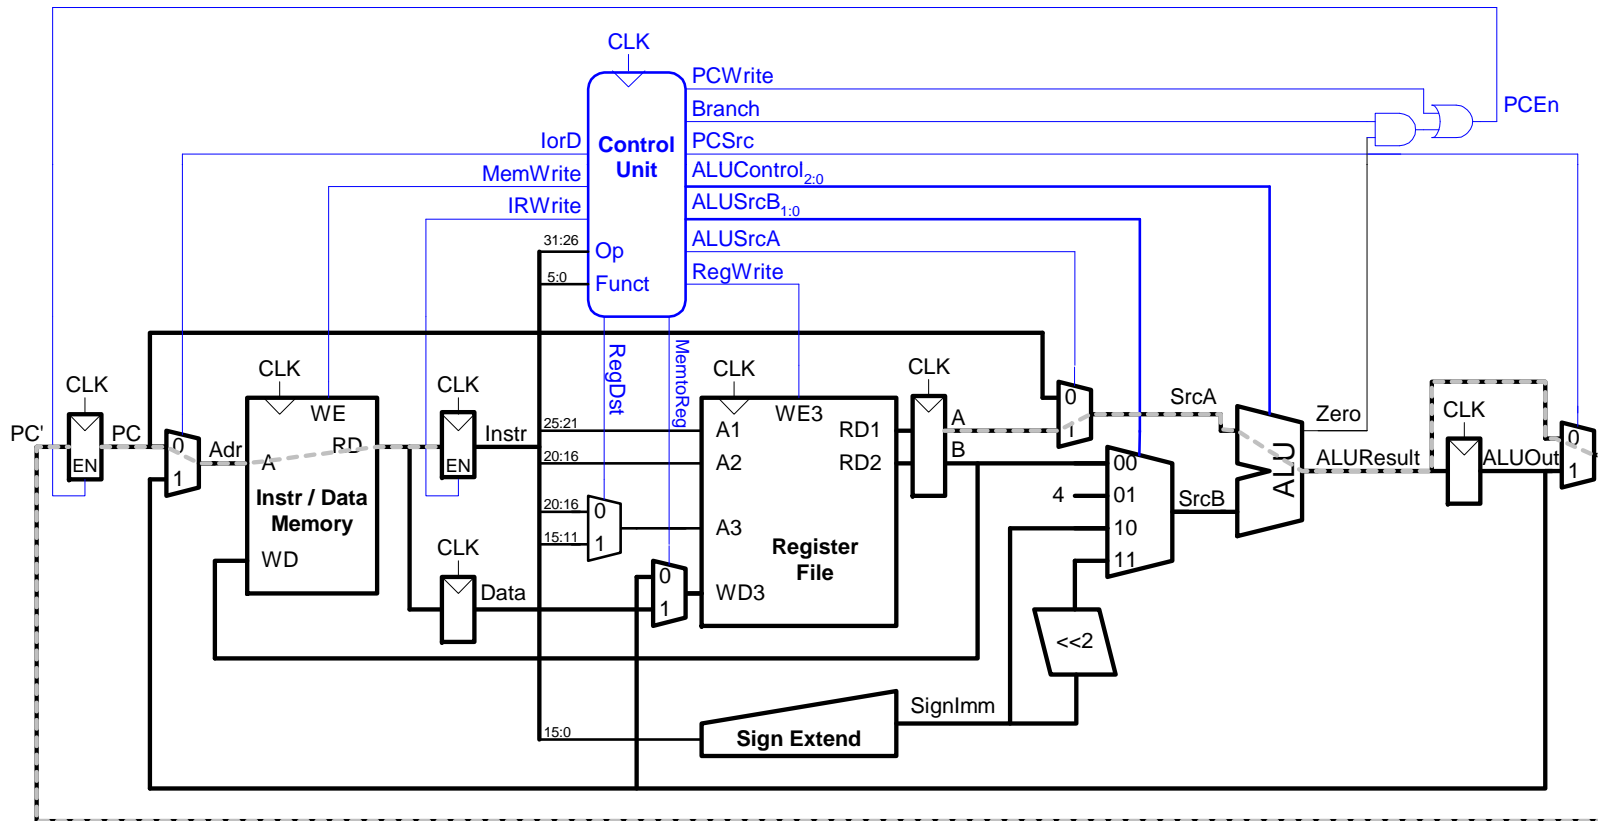 CLK
PCWrite
Branch
PCEn
IorD
Control
Unit
PCSrc
MemWrite
ALUControl2:0
IRWrite
ALUSrcB1:0
31:26
Op
ALUSrcA
5:0
Funct
RegWrite
RegDst
MemtoReg
CLK
CLK
CLK
CLK
CLK
PC'
EN
PC
0
1
Adr
WE
A
RD
Instr / Data
Memory
WD
EN
Instr
25:21
20:16
20:16
15:11
0
1
WE3
A1
A2
A3
WD3
RD1
RD2
Register
File
A
B
0
1
SrcA
00
01
10
11
4
SrcB
ALU
Zero
ALUResult
CLK
ALUOut
0
1
CLK
Data
0
1
<<2
SignImm
15:0
Sign Extend